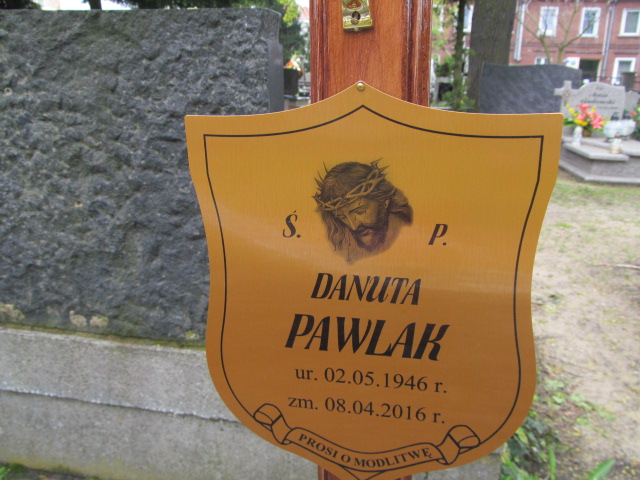 Ś. P.
DANUTA
PAWLAK
ur. 02.05.1946 r.
zm. 08.04.2016 r.
PROSI O MODLITWĘ